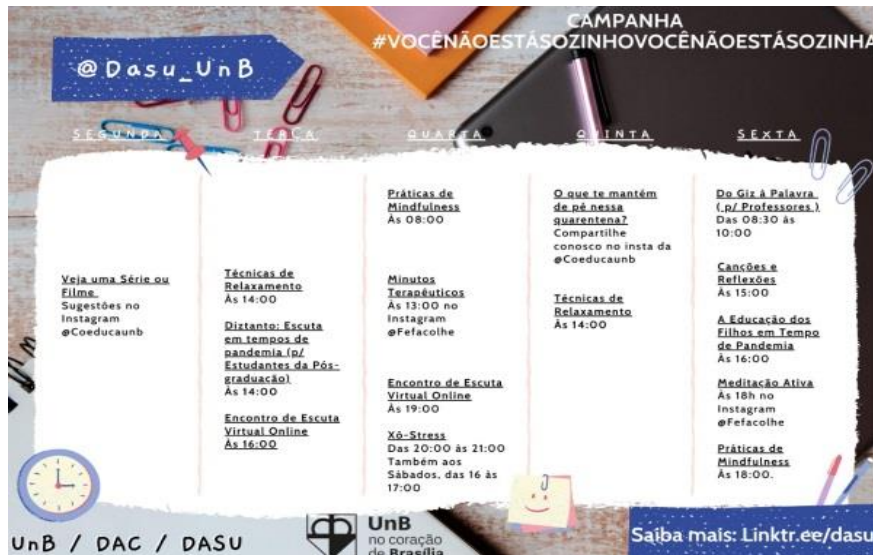 CAMPANHA
#VOCÊNÃOESTÁSOZINHOVOCÊNÃOESTÁSOZINHA
@Dasu_UnB
SEGUNDA
TERÇA
QUARTA
QUINTA
SEXTA
Veja uma Série ou
Filme
Sugestões no
Instagram
@Coeducaunb
Técnicas de
Relaxamento
Às 14:00
Diztanto: Escuta
em tempos de
pandemia (p/
Estudantes da Pós-
graduação)
Às 14:00
Encontro de Escuta
Virtual Online
Às 16:00
Práticas de
Mindfulness
Às 08:00
Minutos
Terapêuticos
Às 13:00 no
Instagram
@Fefacolhe
Encontro de Escuta
Virtual Online
Às 19:00
Xô-Stress
Das 20:00 às 21:00
Também aos
Sábados, das 16 às
17:00
O que te mantém
de pé nessa
quarentena?
Compartilhe
conosco no insta da
@Coeducaunb
Técnicas de
Relaxamento
Às 14:00
Do Giz à Palavra
( p/ Professores )
Das 08:30 às
10:00
Canções e
Reflexões
Às 15:00
A Educação dos
Filhos em Tempo
de Pandemia
Às 16:00
Meditação Ativa
Às 18h no
Instagram
@Fefacolhe
Práticas de
Mindfulness
Às 18:00.
UnB / DAC / DASU
UnB
no coração
de Brasília
Saiba mais: Linktr.ee/dasu